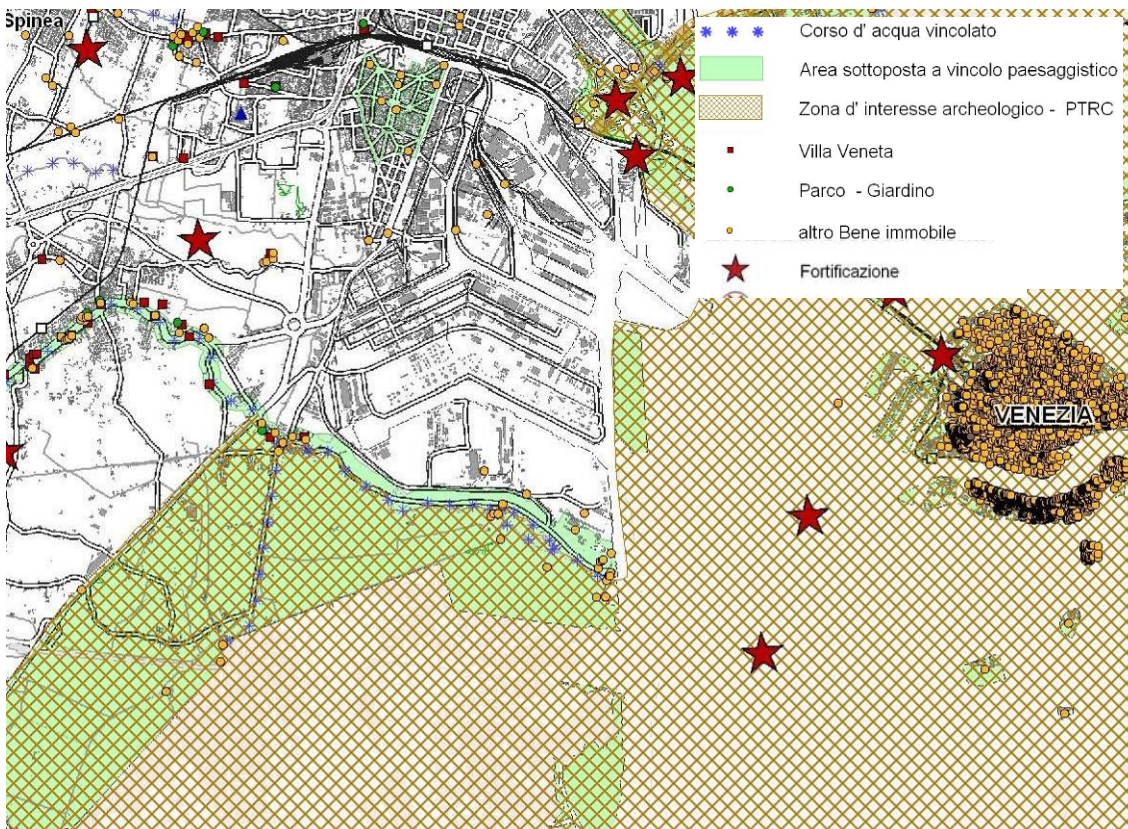 Spinea
Corso d' acqua vincolato
Area sottoposta a vincolo paesaggistico
Zona d' interesse archeologico - PTRC
Villa Veneta
Parco - Giardino
altro Bene immobile
Fortificazione
VENEZIA